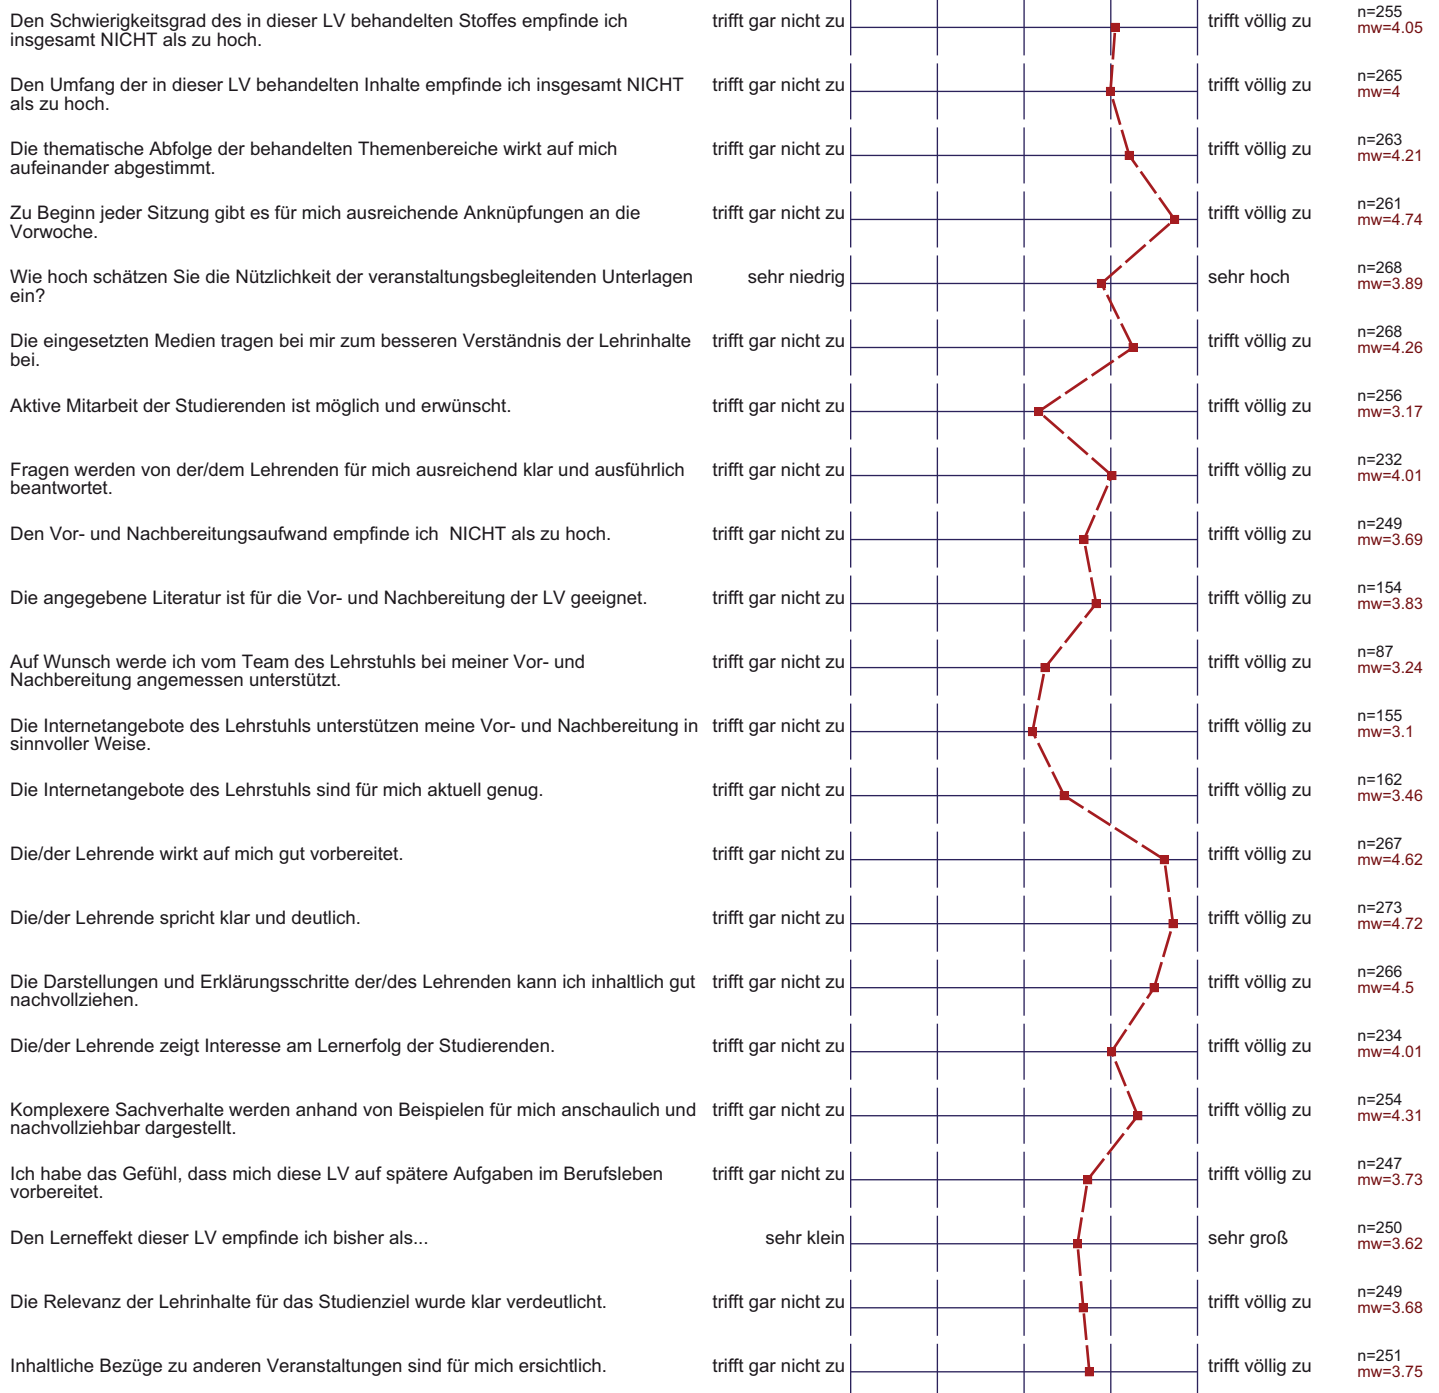 Den Schwierigkeitsgrad des in dieser LV behandelten Stoffes empfinde ich
insgesamt NICHT als zu hoch.
trifft gar nicht zu
trifft völlig zu
n=255
mw=4.05
Den Umfang der in dieser LV behandelten Inhalte empfinde ich insgesamt NICHT
als zu hoch.
trifft gar nicht zu
trifft völlig zu
n=265
mw=4
Die thematische Abfolge der behandelten Themenbereiche wirkt auf mich
aufeinander abgestimmt.
trifft gar nicht zu
trifft völlig zu
n=263
mw=4.21
Zu Beginn jeder Sitzung gibt es für mich ausreichende Anknüpfungen an die
Vorwoche.
trifft gar nicht zu
trifft völlig zu
n=261
mw=4.74
Wie hoch schätzen Sie die Nützlichkeit der veranstaltungsbegleitenden Unterlagen
ein?
sehr niedrig
sehr hoch
n=268
mw=3.89
Die eingesetzten Medien tragen bei mir zum besseren Verständnis der Lehrinhalte
bei.
trifft gar nicht zu
trifft völlig zu
n=268
mw=4.26
Aktive Mitarbeit der Studierenden ist möglich und erwünscht.
trifft gar nicht zu
trifft völlig zu
n=256
mw=3.17
Fragen werden von der/dem Lehrenden für mich ausreichend klar und ausführlich
beantwortet.
trifft gar nicht zu
trifft völlig zu
n=232
mw=4.01
Den Vor- und Nachbereitungsaufwand empfinde ich  NICHT als zu hoch.
trifft gar nicht zu
trifft völlig zu
n=249
mw=3.69
Die angegebene Literatur ist für die Vor- und Nachbereitung der LV geeignet.
trifft gar nicht zu
trifft völlig zu
n=154
mw=3.83
Auf Wunsch werde ich vom Team des Lehrstuhls bei meiner Vor- und
Nachbereitung angemessen unterstützt.
trifft gar nicht zu
trifft völlig zu
n=87
mw=3.24
Die Internetangebote des Lehrstuhls unterstützen meine Vor- und Nachbereitung in
sinnvoller Weise.
trifft gar nicht zu
trifft völlig zu
n=155
mw=3.1
Die Internetangebote des Lehrstuhls sind für mich aktuell genug.
trifft gar nicht zu
trifft völlig zu
n=162
mw=3.46
Die/der Lehrende wirkt auf mich gut vorbereitet.
trifft gar nicht zu
trifft völlig zu
n=267
mw=4.62
Die/der Lehrende spricht klar und deutlich.
trifft gar nicht zu
trifft völlig zu
n=273
mw=4.72
Die Darstellungen und Erklärungsschritte der/des Lehrenden kann ich inhaltlich gut
nachvollziehen.
trifft gar nicht zu
trifft völlig zu
n=266
mw=4.5
Die/der Lehrende zeigt Interesse am Lernerfolg der Studierenden.
trifft gar nicht zu
trifft völlig zu
n=234
mw=4.01
Komplexere Sachverhalte werden anhand von Beispielen für mich anschaulich und
nachvollziehbar dargestellt.
trifft gar nicht zu
trifft völlig zu
n=254
mw=4.31
Ich habe das Gefühl, dass mich diese LV auf spätere Aufgaben im Berufsleben
vorbereitet.
trifft gar nicht zu
trifft völlig zu
n=247
mw=3.73
Den Lerneffekt dieser LV empfinde ich bisher als...
sehr klein
sehr groß
n=250
mw=3.62
Die Relevanz der Lehrinhalte für das Studienziel wurde klar verdeutlicht.
trifft gar nicht zu
trifft völlig zu
n=249
mw=3.68
Inhaltliche Bezüge zu anderen Veranstaltungen sind für mich ersichtlich.
trifft gar nicht zu
trifft völlig zu
n=251
mw=3.75